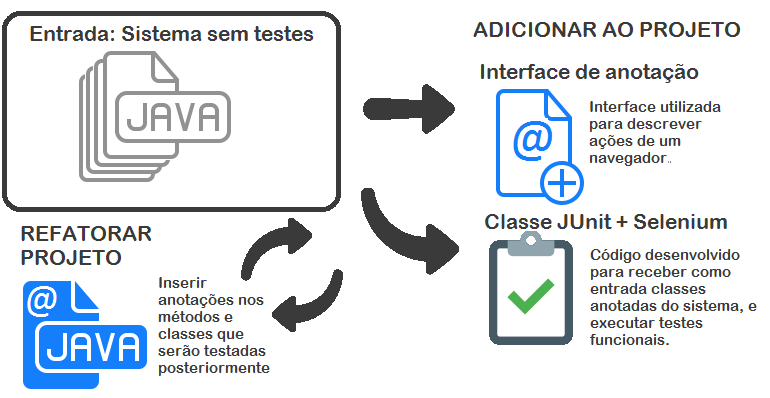 Entrada: Sistema sem testes
JAVA
ADICIONAR AO PROJETO
Interface de anotação
@
Interface utilizada
para descrever
ações de um
navegador..
Classe JUnit + Selenium
Código desenvolvido
para receber como
entrada classes
anotadas do sistema, e
executar testes
funcionais.
REFATORAR
PROJETO
@
JAVA
Inserir
anotações nos
métodos e
classes que
serão testadas
posteriormente